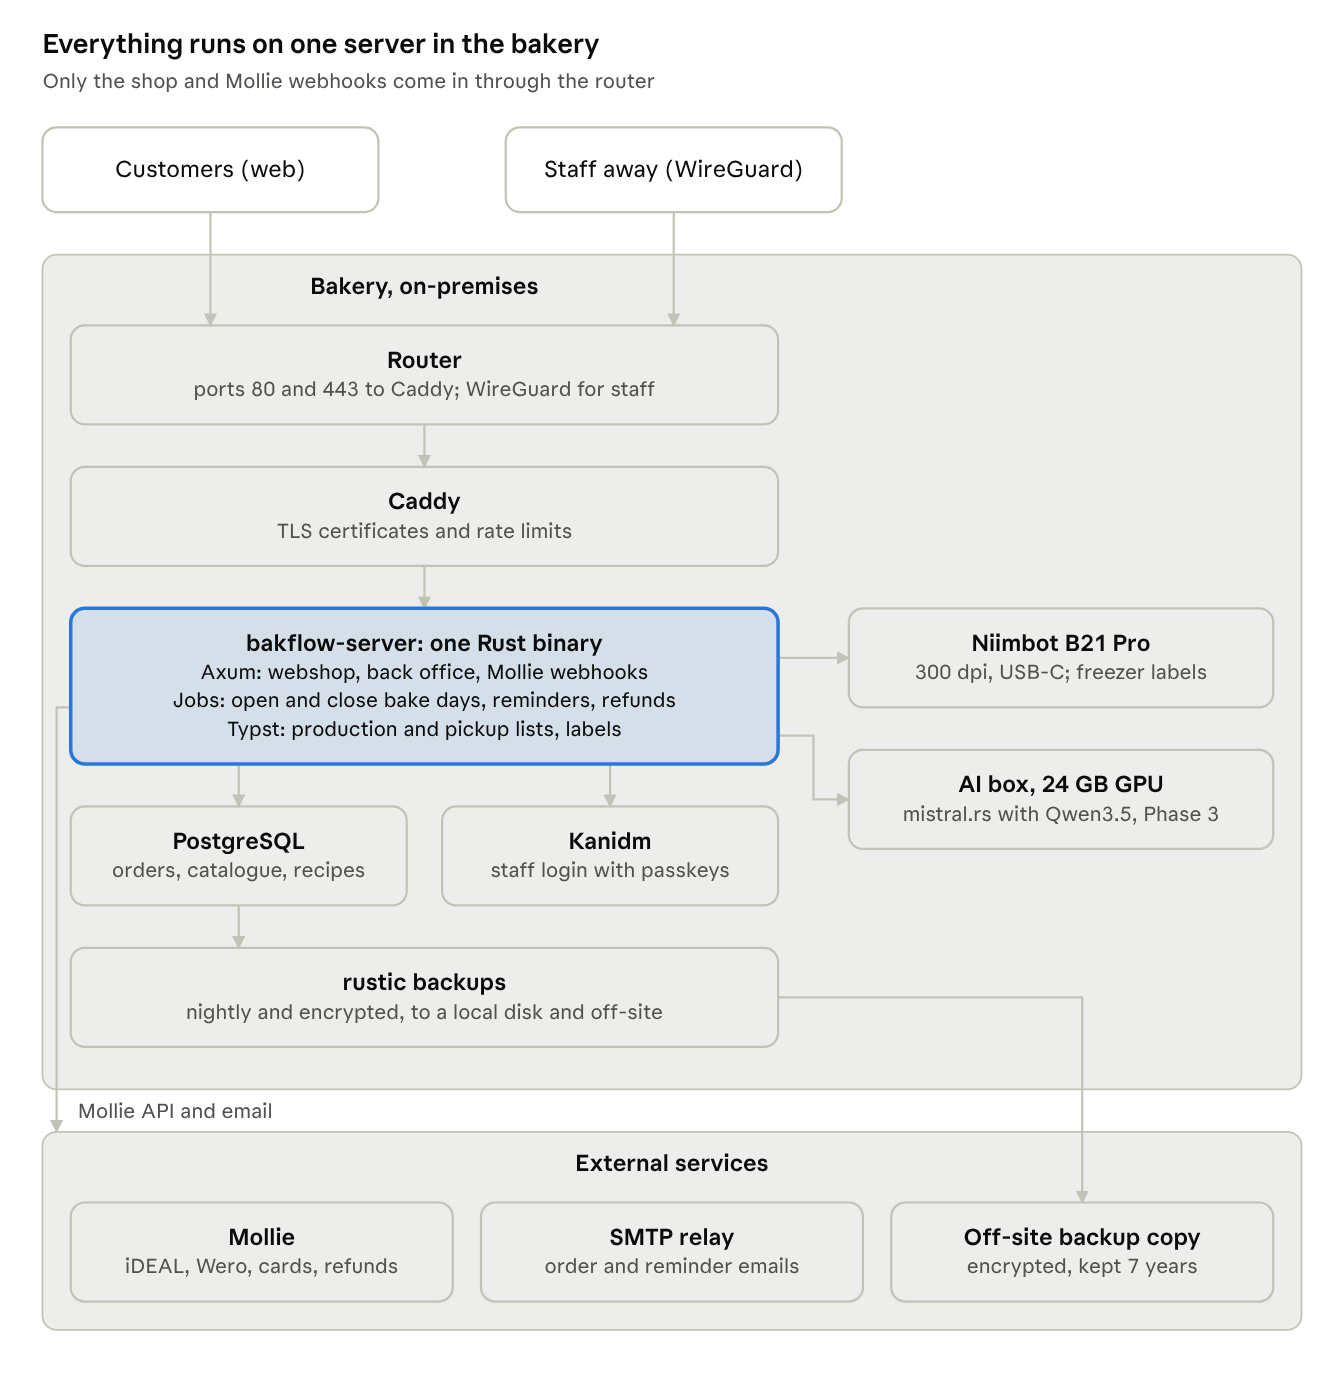 Everything runs on one server in the bakery
Only the shop and Mollie webhooks come in through the router
Customers (web)
Staff away (WireGuard)
Bakery, on-premises
Router
ports 80 and 443 to Caddy; WireGuard for staff
Caddy
TLS certificates and rate limits
bakflow-server: one Rust binary
Axum: webshop, back office, Mollie webhooks
Jobs: open and close bake days, reminders, refunds
Typst: production and pickup lists, labels
Niimbot B21 Pro
300 dpi, USB-C; freezer labels
AI box, 24 GB GPU
mistral.rs with Qwen3.5, Phase 3
PostgreSQL
orders, catalogue, recipes
Kanidm
staff login with passkeys
rustic backups
nightly and encrypted, to a local disk and off-site
Mollie API and email
External services
Mollie
iDEAL, Wero, cards, refunds
SMTP relay
order and reminder emails
Off-site backup copy
encrypted, kept 7 years